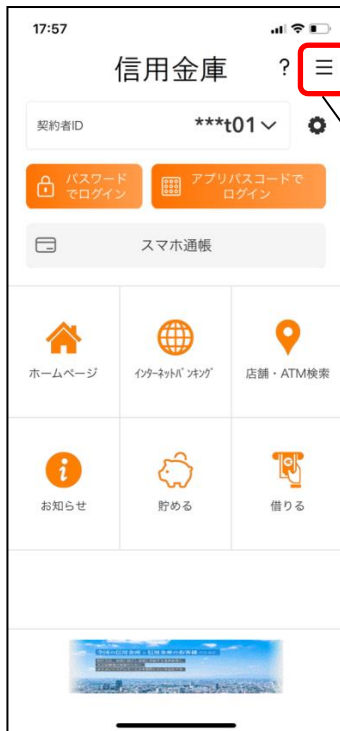 17:57
信用金庫 ?
契約者ID ***t01
パスワード
でログイン
アプリパスコードで
ログイン
スマホ通帳
ホームページ
ｲﾝﾀｰﾈｯﾄﾊﾞﾝｷﾝｸﾞ
店舗・ATM検索
お知らせ
貯める
借りる